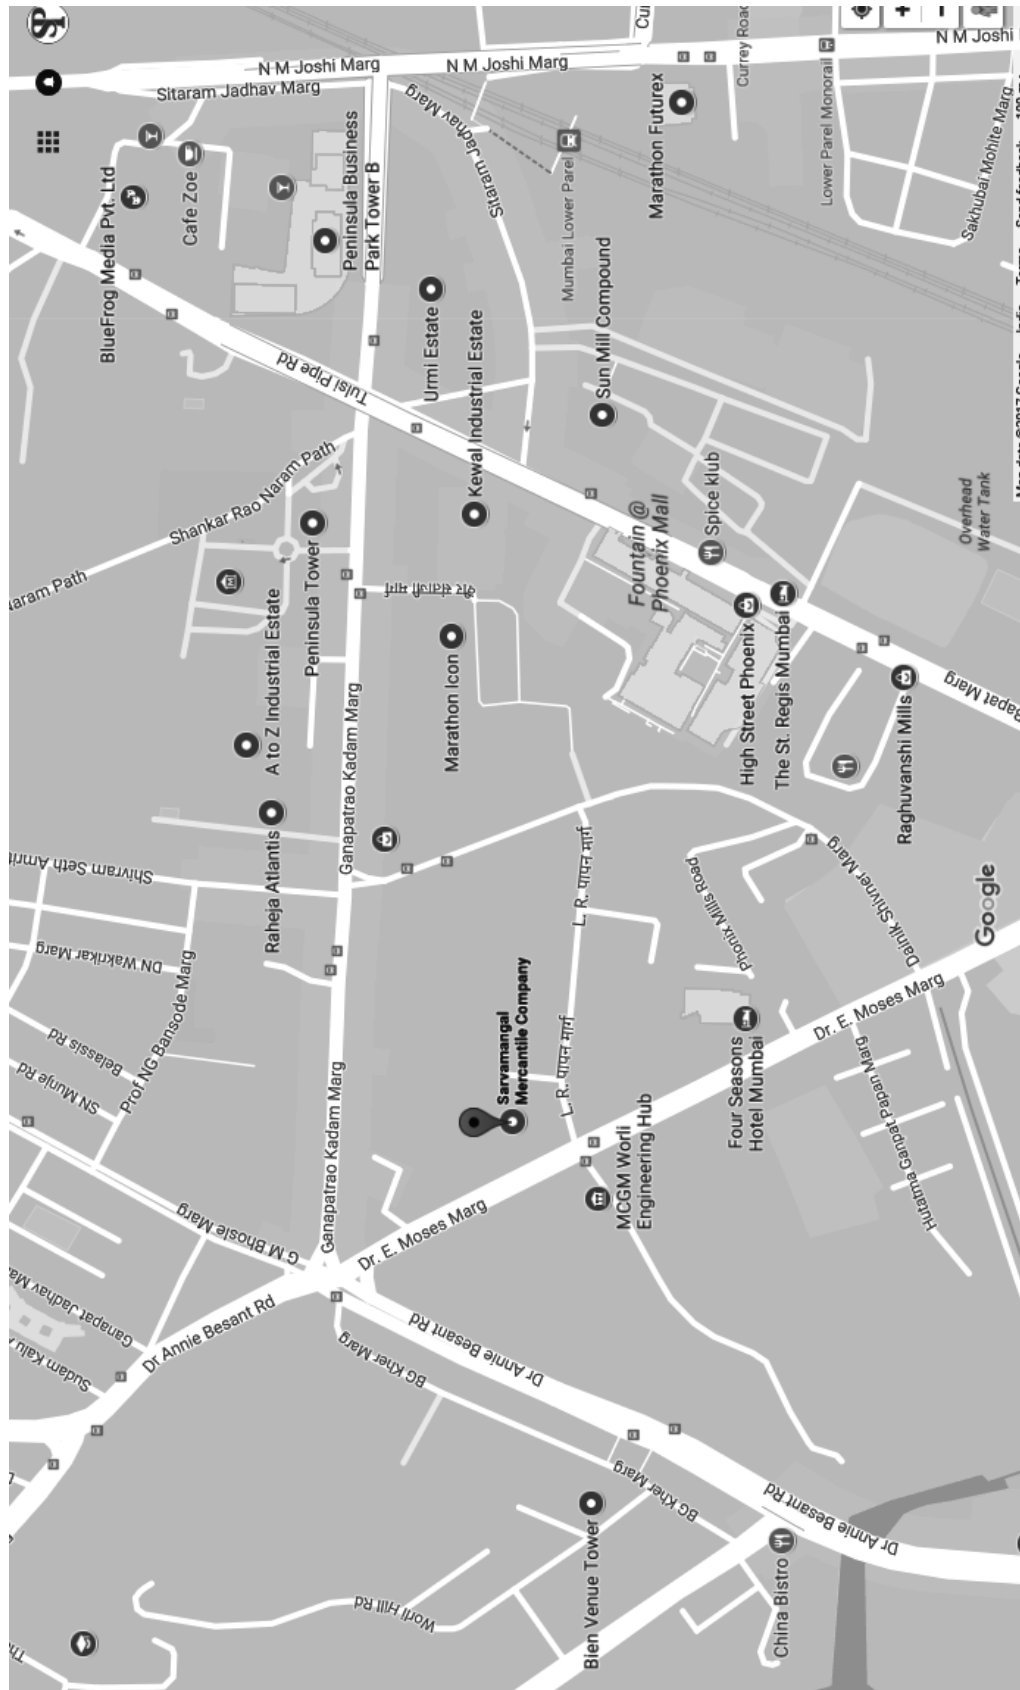 SP
N M Joshi Marg
N M Joshi Marg
N M Joshi
Sitaram Jadhav Marg
Sitaram Jadhav Marg
Currey Road
Marathon Futurex
Lower Parel Monorail
Mumbai Lower Parel
Sakhubai Mohite Marg
Cafe Zoe
BlueFrog Media Pvt. Ltd
Peninsula Business
Park Tower B
Urmi Estate
Kewal Industrial Estate
Sun Mill Compound
Tulsi Pipe Rd
Shankar Rao Naram Path
Naram Path
Peninsula Tower
A to Z Industrial Estate
Marathon Icon
Fountain @
Phoenix Mall
Spice klub
Overhead
Water Tank
High Street Phoenix
The St. Regis Mumbai
Raghuvanshi Mills
Bapat Marg
Raheja Atlantis
Ganapatrao Kadam Marg
Shivram Seth Amrit
DN Wakrikar Marg
Prof NG Bansode Marg
Belassis Rd
SN Munje Rd
Ganapatrao Kadam Marg
Sarvamangal
Mercantile Company
एल. आर. पापन मार्ग
एल. आर. पापन मार्ग
Phonix Mills Road
Dainik Shivner Marg
Google
Dr. E. Moses Marg
Four Seasons
Hotel Mumbai
Hutatma Ganpat Papan Marg
MCGM Worli
Engineering Hub
Dr. E. Moses Marg
G M Bhosle Marg
Dr Annie Besant Rd
BG Kher Marg
Dr Annie Besant Rd
BG Kher Marg
Dr Annie Besant Rd
Worli Hill Rd
Bien Venue Tower
China Bistro